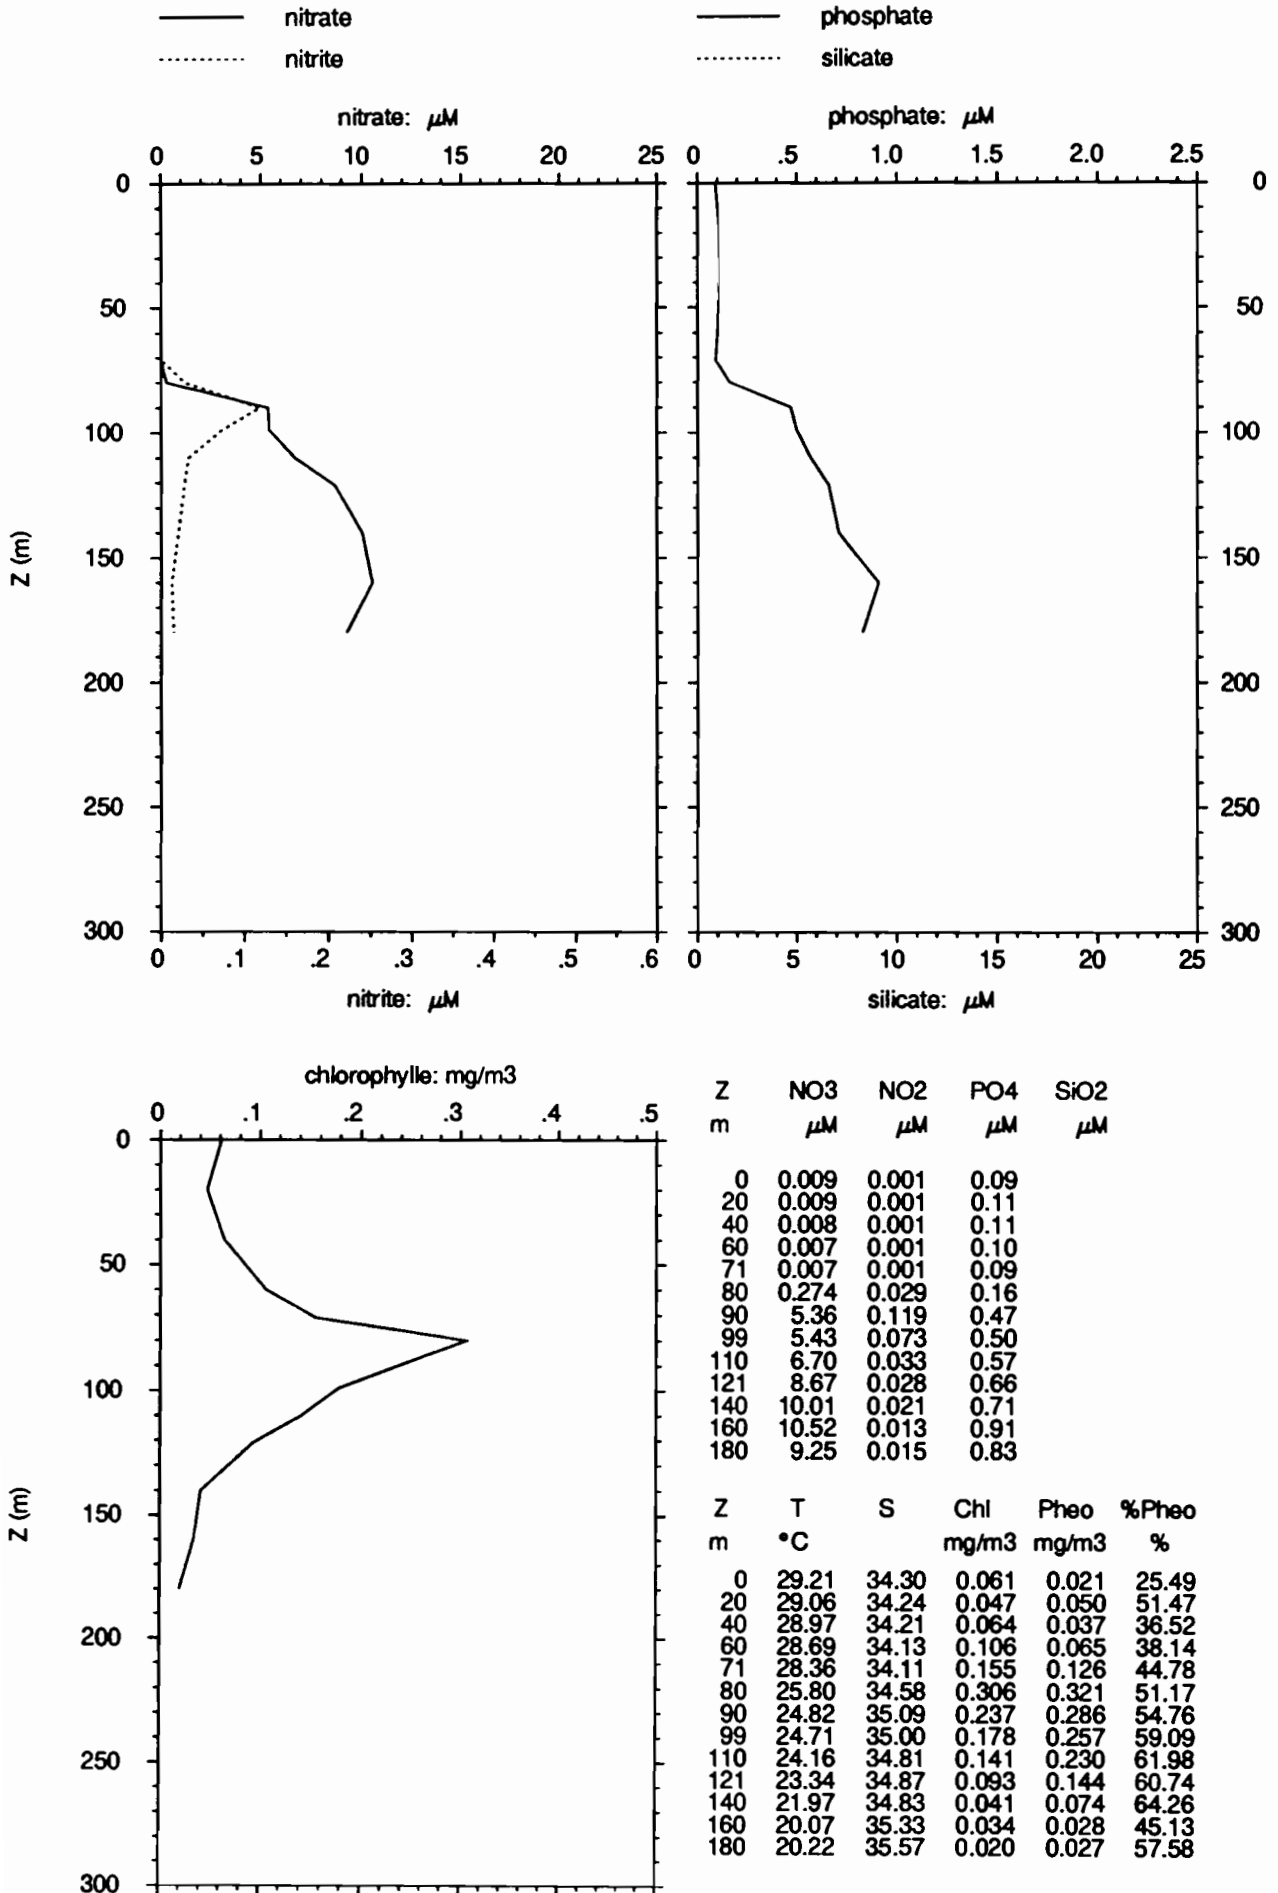 nitrate
nitrite
nitrate: μM
0 5 10 15 20 25
0
50
100
150
200
250
300
Z (m)
0 .1 .2 .3 .4 .5 .6
nitrite: μM
phosphate
silicate
phosphate: μM
0 .5 1.0 1.5 2.0 2.5
0
50
100
150
200
250
300
0 5 10 15 20 25
silicate: μM
chlorophylle: mg/m3
0 .1 .2 .3 .4 .5
0
50
100
150
200
250
300
Z (m)
Z NO3 NO2 PO4 SiO2
m μM μM μM μM
0 0.009 0.001 0.09
20 0.009 0.001 0.11
40 0.008 0.001 0.11
60 0.007 0.001 0.10
71 0.007 0.001 0.09
80 0.274 0.029 0.16
90 5.36 0.119 0.47
99 5.43 0.073 0.50
110 6.70 0.033 0.57
121 8.67 0.028 0.66
140 10.01 0.021 0.71
160 10.52 0.013 0.91
180 9.25 0.015 0.83
Z T S Chl Pheo %Pheo
m °C mg/m3 mg/m3 %
0 29.21 34.30 0.061 0.021 25.49
20 29.06 34.24 0.047 0.050 51.47
40 28.97 34.21 0.064 0.037 36.52
60 28.69 34.13 0.106 0.065 38.14
71 28.36 34.11 0.155 0.126 44.78
80 25.80 34.58 0.306 0.321 51.17
90 24.82 35.09 0.237 0.286 54.76
99 24.71 35.00 0.178 0.257 59.09
110 24.16 34.81 0.141 0.230 61.98
121 23.34 34.87 0.093 0.144 60.74
140 21.97 34.83 0.041 0.074 64.26
160 20.07 35.33 0.034 0.028 45.13
180 20.22 35.57 0.020 0.027 57.58